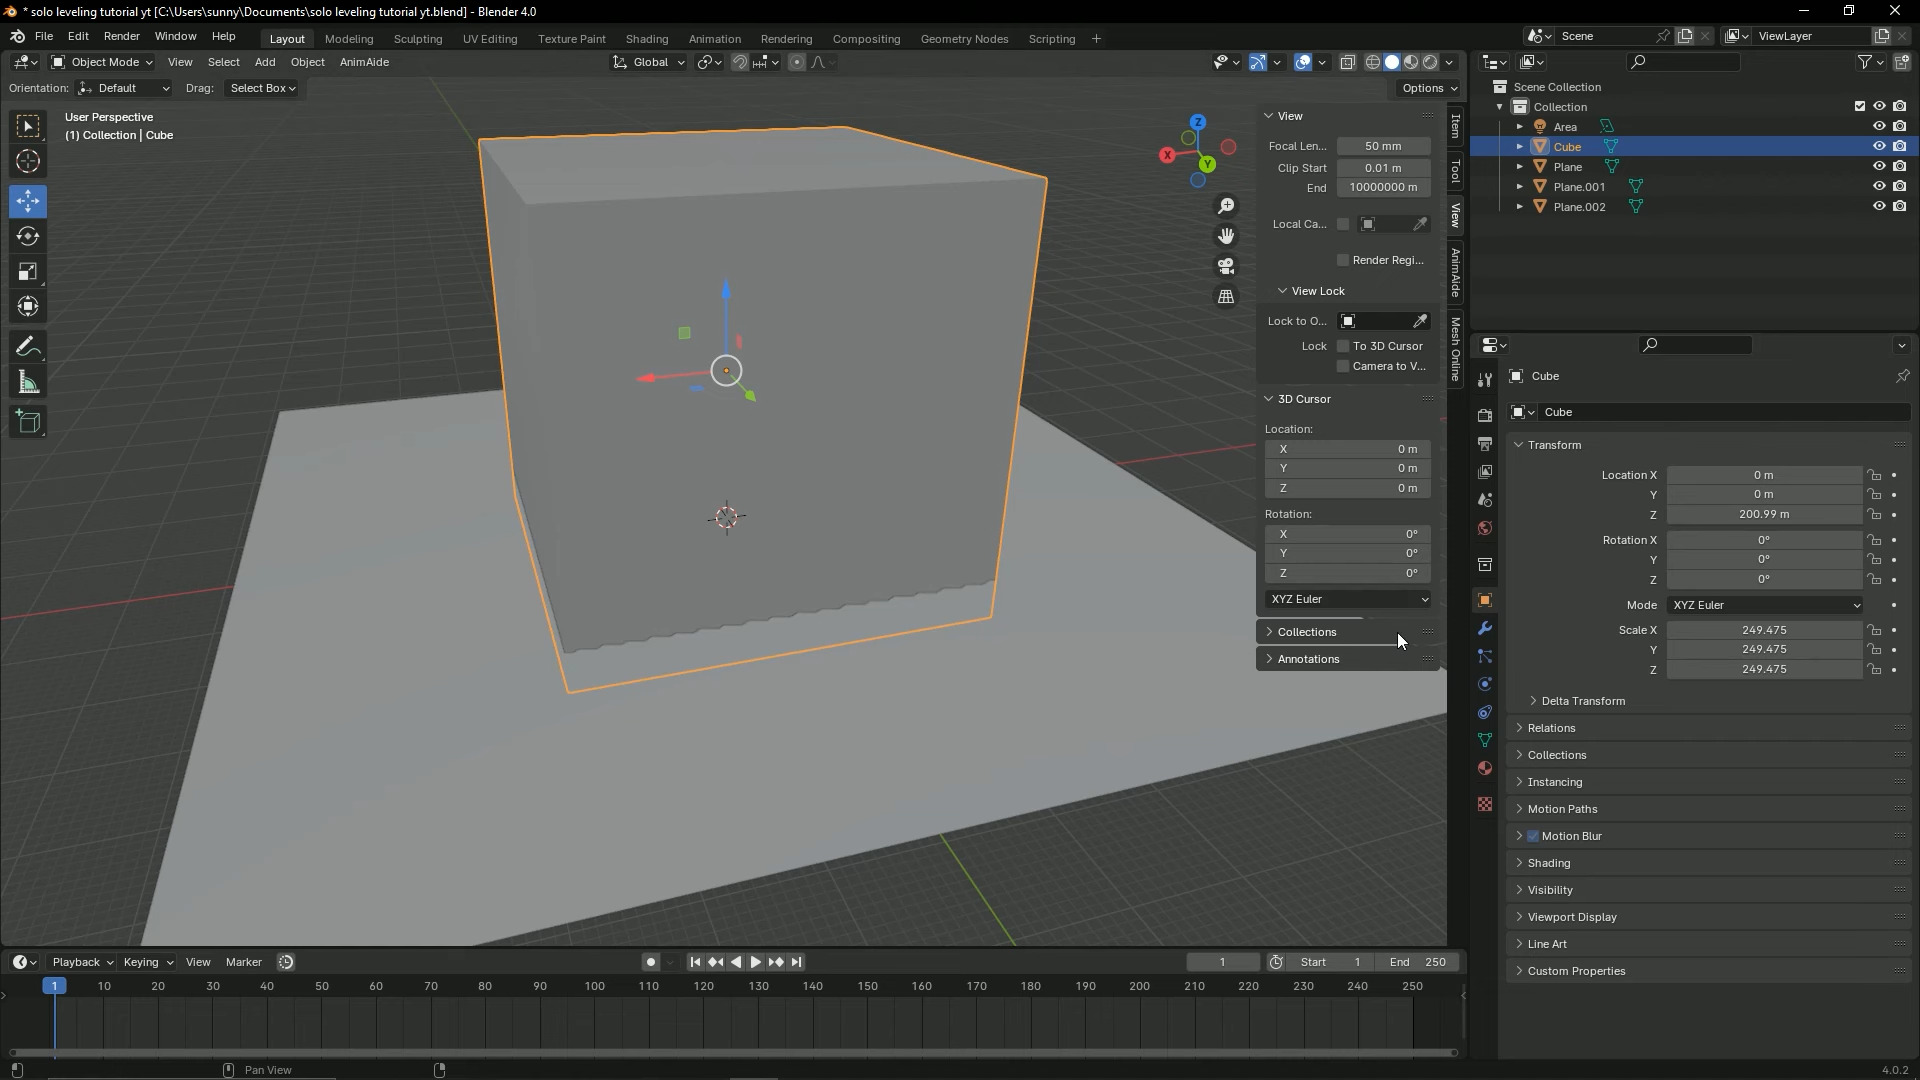 * solo leveling tutorial yt [C:\Users\sunny\Documents\solo leveling tutorial yt.blend] - Blender 4.0
File Edit Render Window Help Layout Modeling Sculpting UV Editing Texture Paint Shading Animation Rendering Compositing Geometry Nodes Scripting + Scene ViewLayer
Object Mode View Select Add Object AnimAide Global
Orientation: Default Drag: Select Box Options
User Perspective
(1) Collection | Cube
Z
X
Y
View
Focal Len... 50 mm
Clip Start 0.01 m
End 10000000 m
Local Ca...
Render Regi...
View Lock
Lock to O...
Lock To 3D Cursor
Camera to V...
3D Cursor
Location:
X 0 m
Y 0 m
Z 0 m
Rotation:
X 0°
Y 0°
Z 0°
XYZ Euler
Collections
Annotations
Item
Tool
View
AnimAide
Mesh Online
Scene Collection
Collection
Area
Cube
Plane
Plane.001
Plane.002
Cube
Cube
Transform
Location X 0 m
Y 0 m
Z 200.99 m
Rotation X 0°
Y 0°
Z 0°
Mode XYZ Euler
Scale X 249.475
Y 249.475
Z 249.475
Delta Transform
Relations
Collections
Instancing
Motion Paths
Motion Blur
Shading
Visibility
Viewport Display
Line Art
Custom Properties
Playback Keying View Marker 1 Start 1 End 250
1 10 20 30 40 50 60 70 80 90 100 110 120 130 140 150 160 170 180 190 200 210 220 230 240 250
Pan View 4.0.2